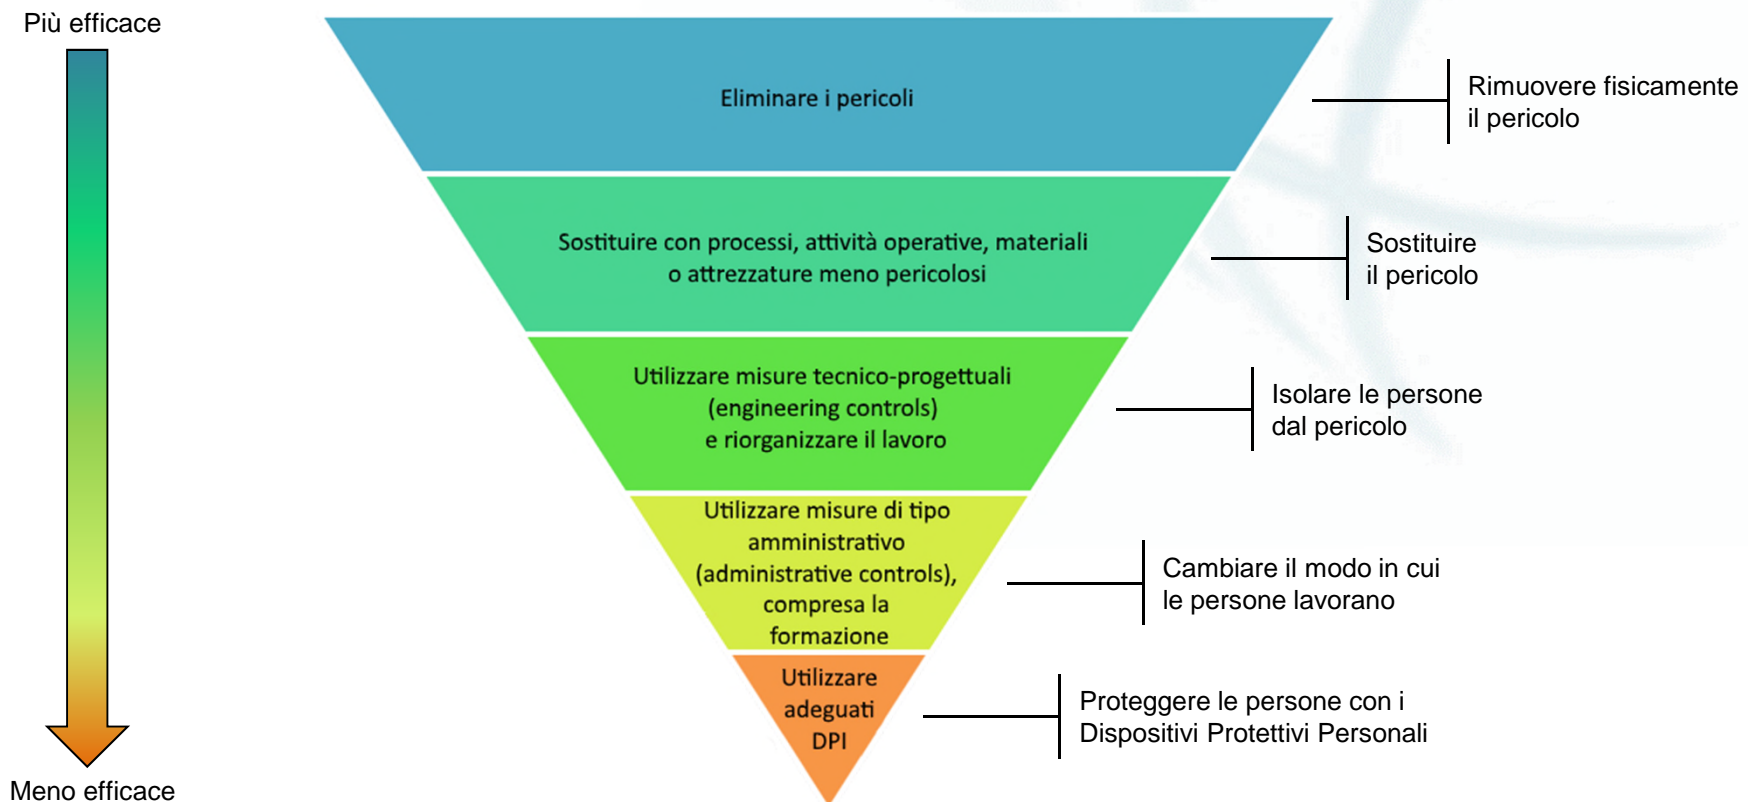 Più efficace
Eliminare i pericoli
Rimuovere fisicamente
il pericolo
Sostituire con processi, attività operative, materiali
o attrezzature meno pericolosi
Sostituire
il pericolo
Utilizzare misure tecnico-progettuali
(engineering controls)
e riorganizzare il lavoro
Isolare le persone
dal pericolo
Utilizzare misure di tipo
amministrativo
(administrative controls),
compresa la
formazione
Cambiare il modo in cui
le persone lavorano
Utilizzare
adeguati
DPI
Proteggere le persone con i
Dispositivi Protettivi Personali
Meno efficace